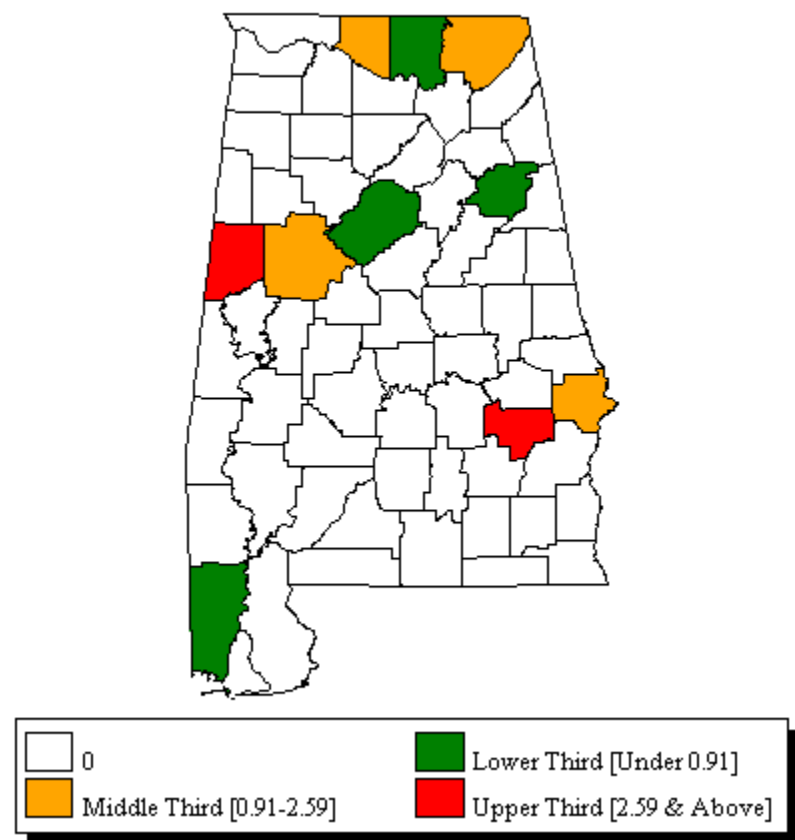 0
Lower Third [Under 0.91]
Middle Third [0.91-2.59]
Upper Third [2.59 & Above]